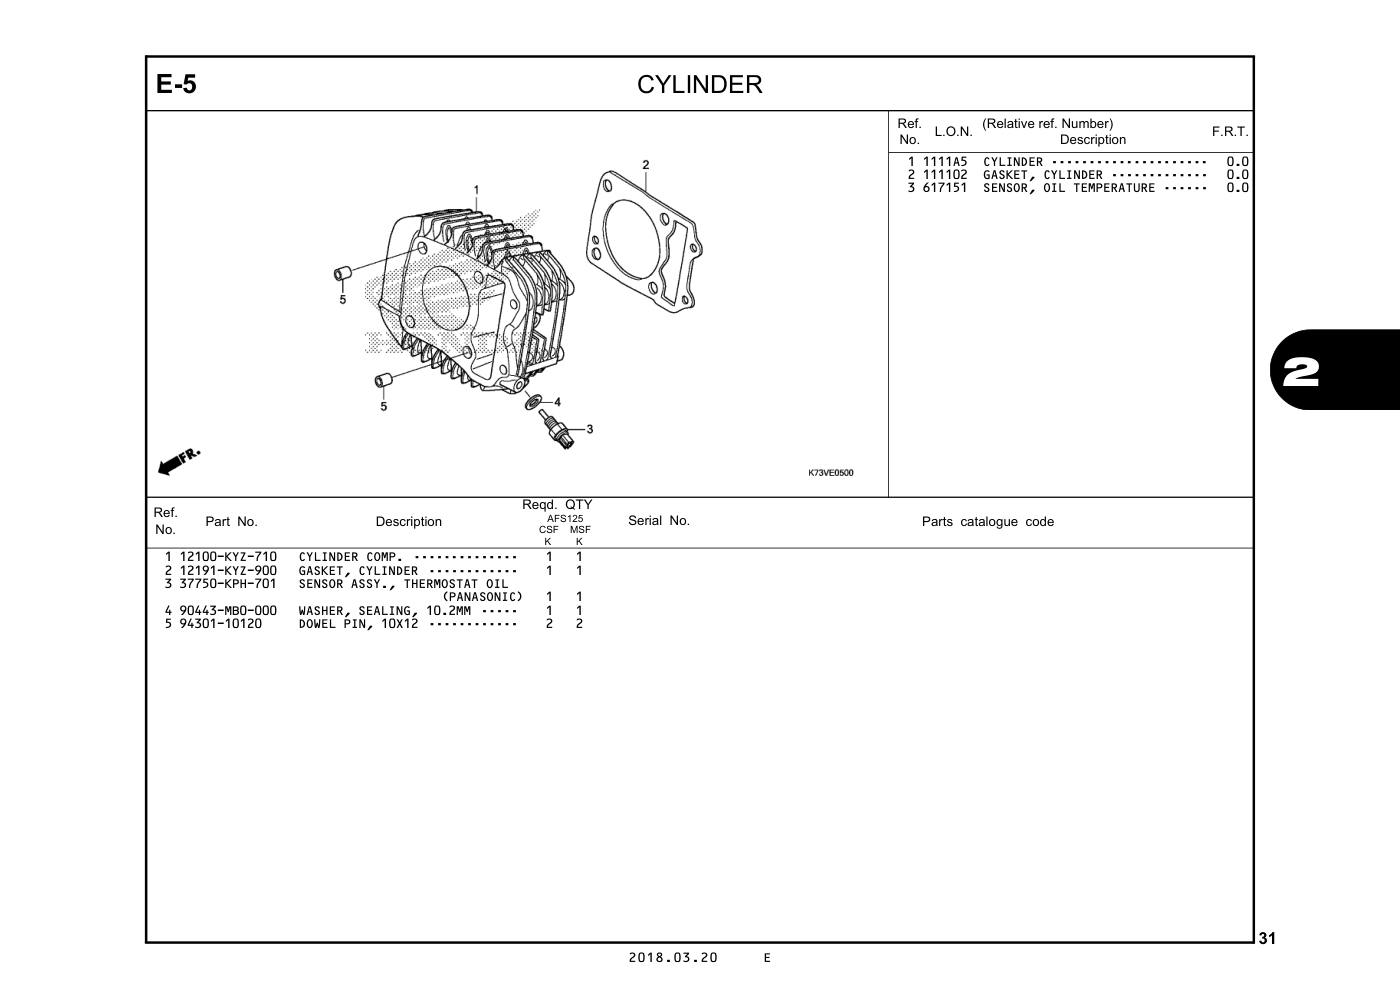 E-5 CYLINDER
1
2
5
5
4
3
FR.
K73VE0500
Ref. No. L.O.N. (Relative ref. Number) Description F.R.T.
1 1111A5 CYLINDER --------------------- 0.0
2 111102 GASKET, CYLINDER ------------- 0.0
3 617151 SENSOR, OIL TEMPERATURE ------ 0.0
2
Ref. No. Part No. Description Reqd. QTY AFS125 CSF MSF K K Serial No. Parts catalogue code
1 12100-KYZ-710 CYLINDER COMP. -------------- 1 1
2 12191-KYZ-900 GASKET, CYLINDER ------------ 1 1
3 37750-KPH-701 SENSOR ASSY., THERMOSTAT OIL
(PANASONIC) 1 1
4 90443-MB0-000 WASHER, SEALING, 10.2MM ----- 1 1
5 94301-10120 DOWEL PIN, 10X12 ------------ 2 2
31
2018.03.20 E